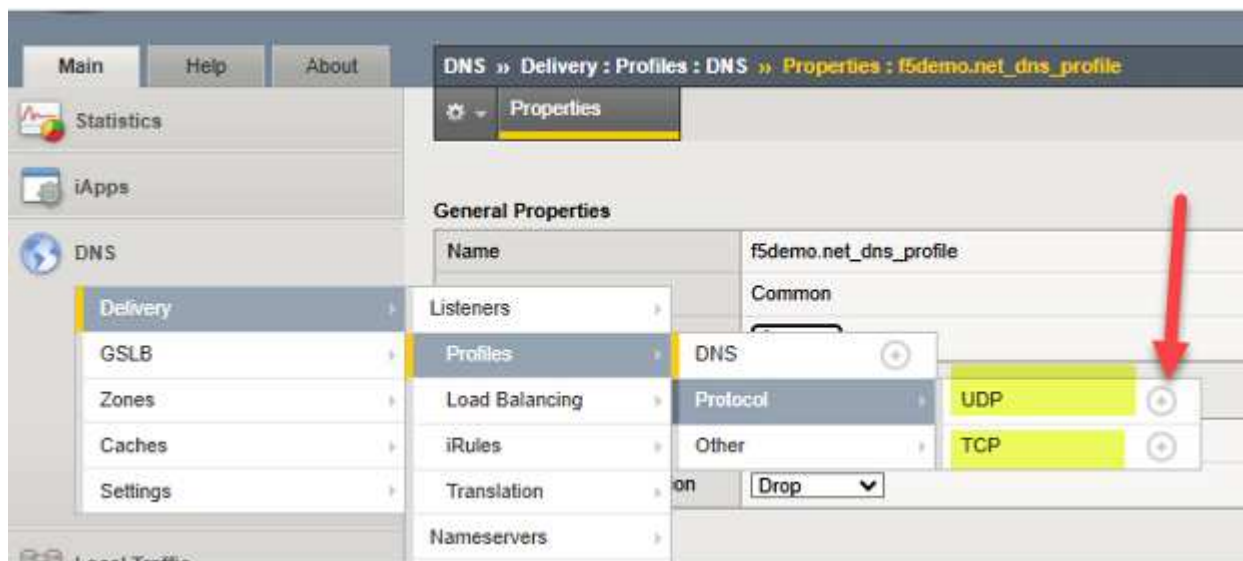 Main Help About
DNS » Delivery : Profiles : DNS » Properties : f5demo.net_dns_profile
Properties
Statistics
iApps
General Properties
DNS
Name f5demo.net_dns_profile
Common
Delivery Listeners
GSLB Profiles DNS
Zones Load Balancing Protocol UDP
Caches iRules Other TCP
Settings Translation on Drop
Nameservers
Local Traffic